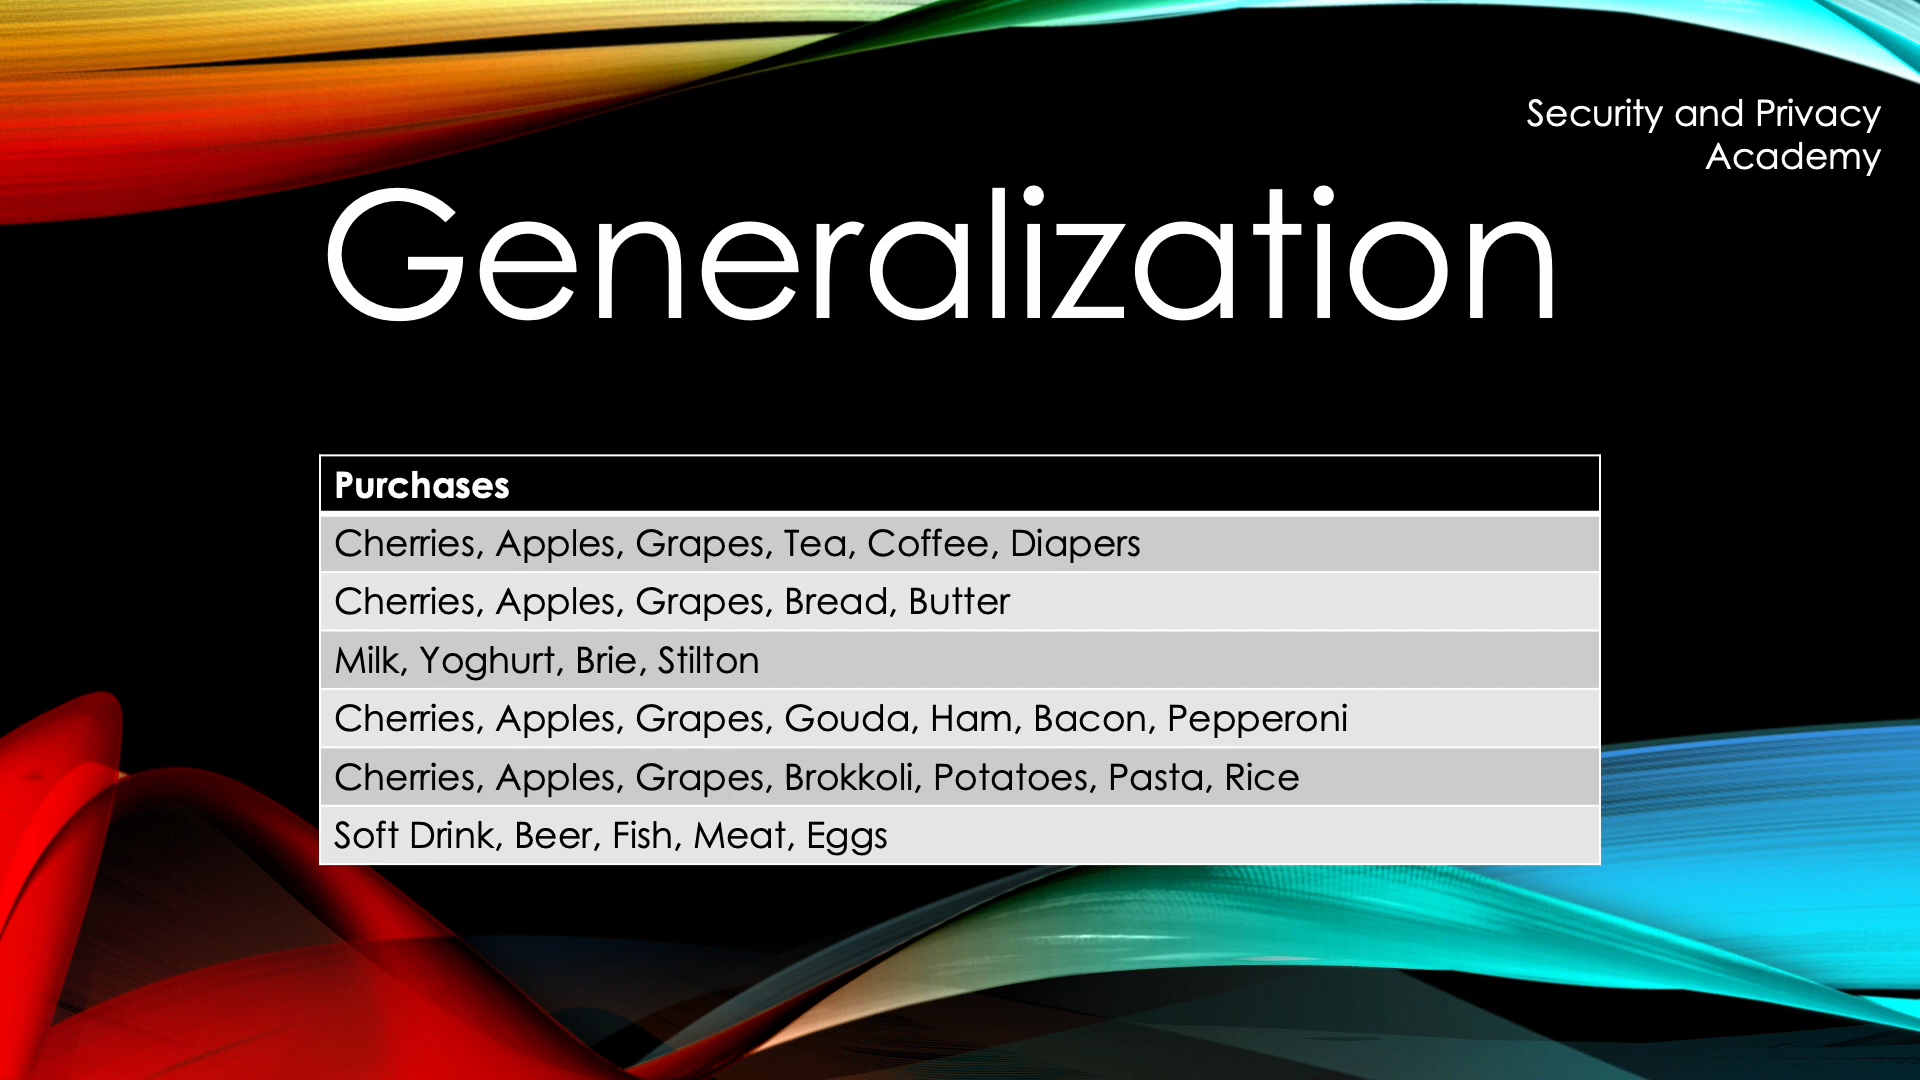 Security and Privacy
Academy
Generalization
Purchases
Cherries, Apples, Grapes, Tea, Coffee, Diapers
Cherries, Apples, Grapes, Bread, Butter
Milk, Yoghurt, Brie, Stilton
Cherries, Apples, Grapes, Gouda, Ham, Bacon, Pepperoni
Cherries, Apples, Grapes, Brokkoli, Potatoes, Pasta, Rice
Soft Drink, Beer, Fish, Meat, Eggs